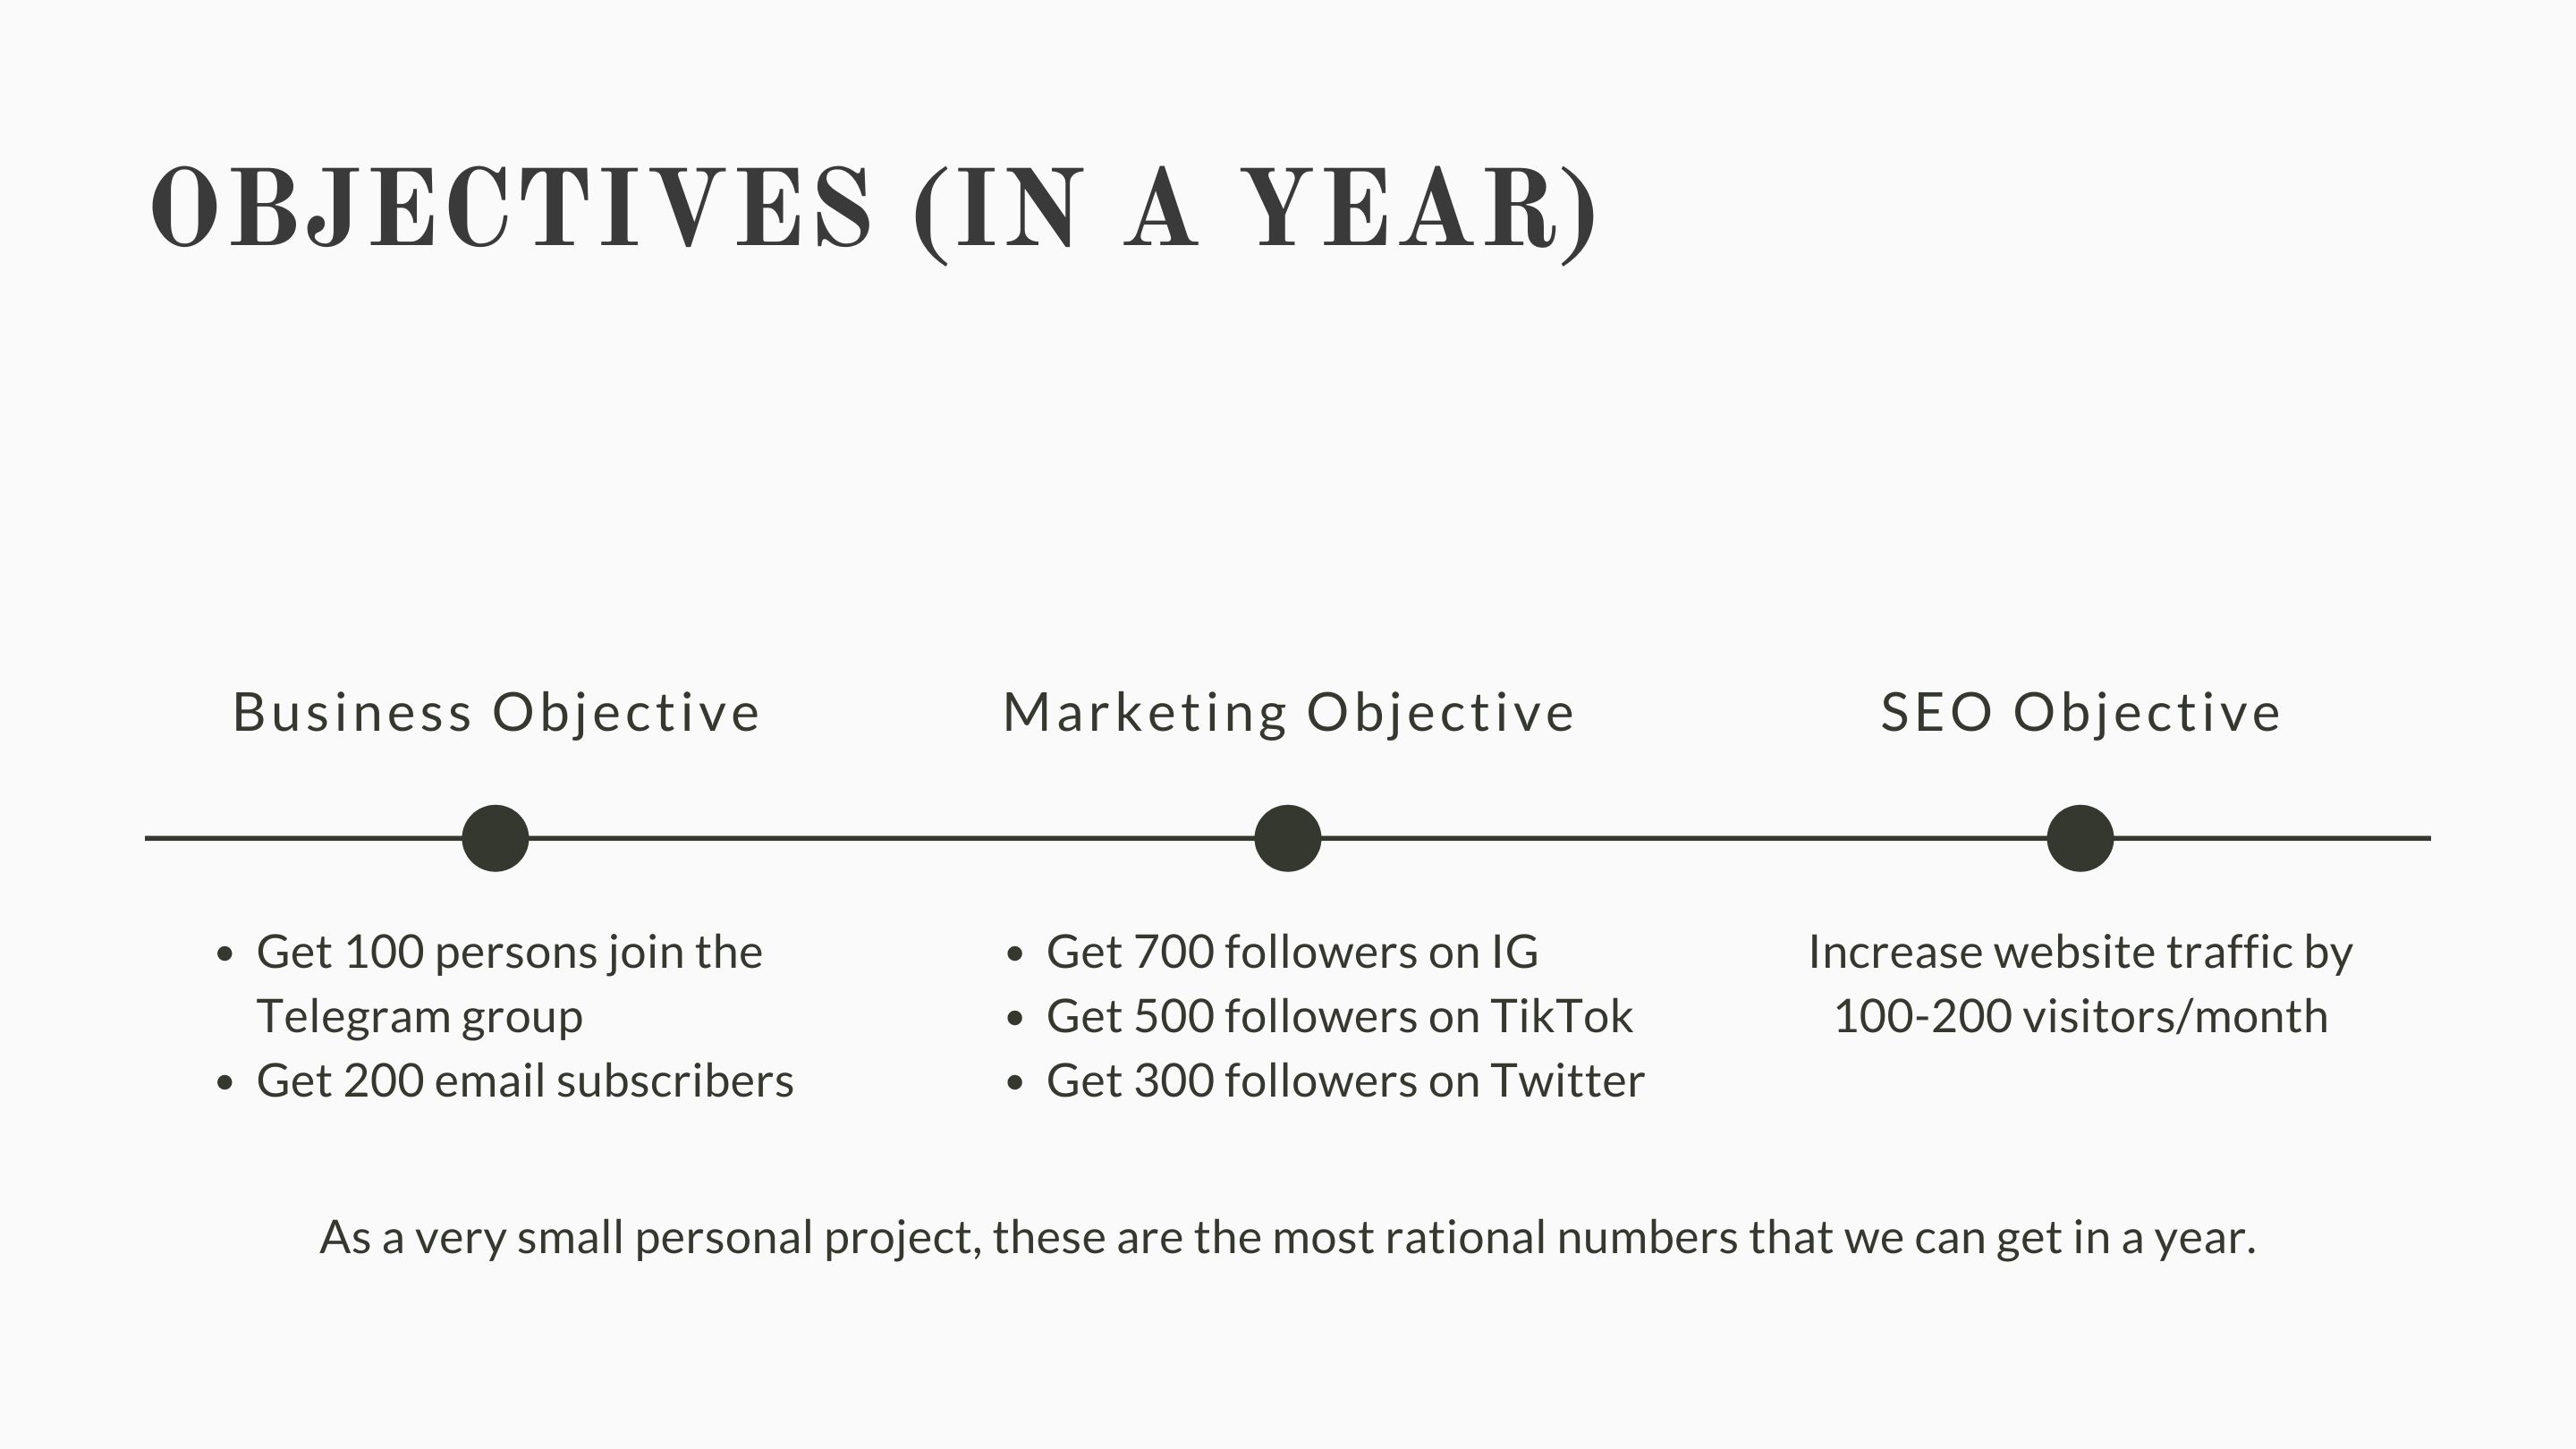 OBJECTIVES (IN A YEAR)
Business Objective
• Get 100 persons join the
Telegram group
• Get 200 email subscribers
Marketing Objective
• Get 700 followers on IG
• Get 500 followers on TikTok
• Get 300 followers on Twitter
SEO Objective
Increase website traffic by
100-200 visitors/month
As a very small personal project, these are the most rational numbers that we can get in a year.